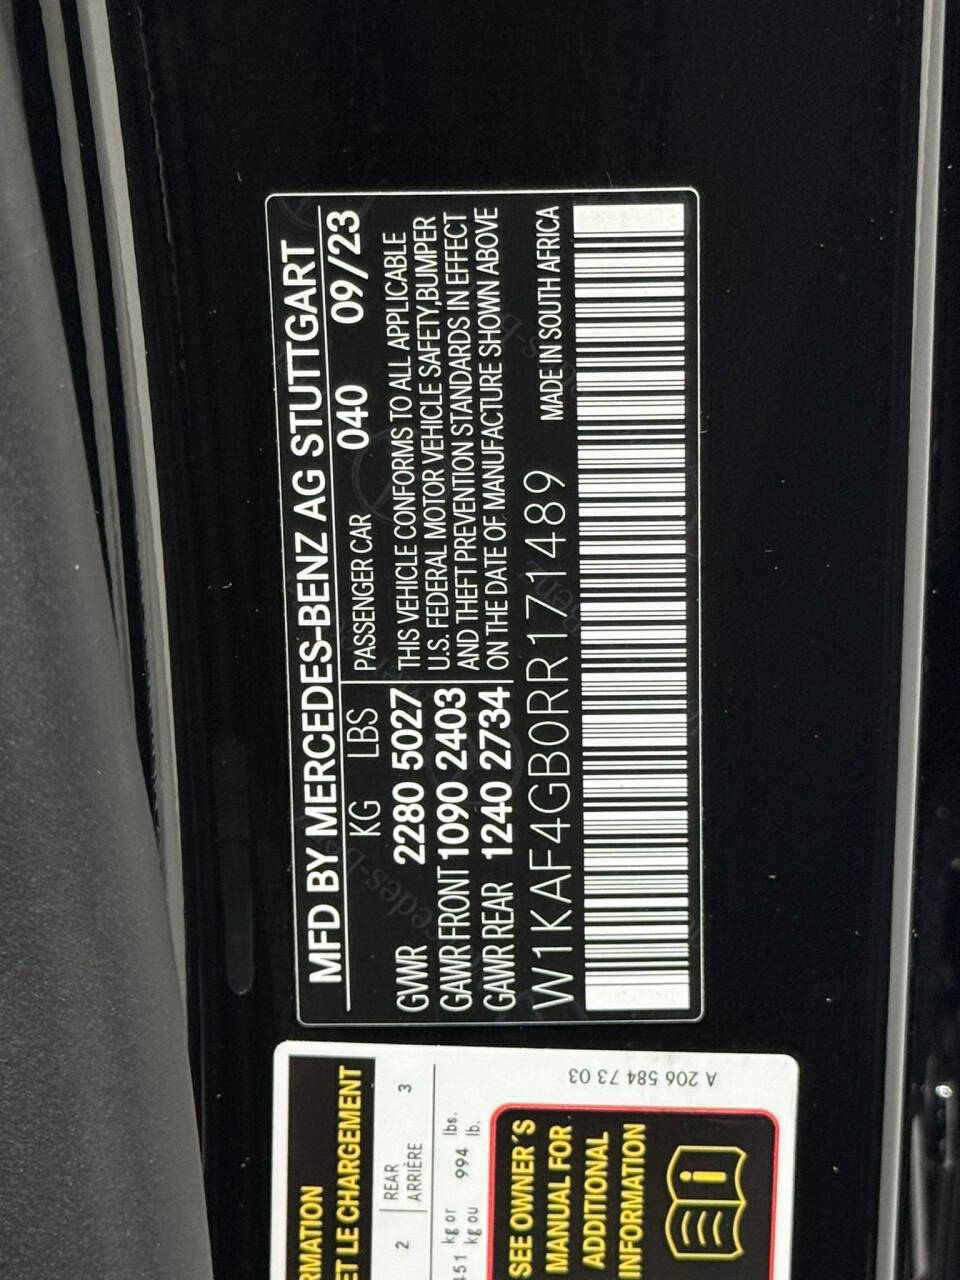 MFD BY MERCEDES-BENZ AG STUTTGART
KG LBS PASSENGER CAR 040 09/23
GVWR 2280 5027
GAWR FRONT 1090 2403
GAWR REAR 1240 2734
THIS VEHICLE CONFORMS TO ALL APPLICABLE
U.S. FEDERAL MOTOR VEHICLE SAFETY,BUMPER
AND THEFT PREVENTION STANDARDS IN EFFECT
ON THE DATE OF MANUFACTURE SHOWN ABOVE
W1KAF4GB0RR171489 MADE IN SOUTH AFRICA
ET LE CHARGEMENT
2 REAR 3
ARRIÈRE
kg or lbs.
451 kg ou 994 lb.
SEE OWNER'S
MANUAL FOR
ADDITIONAL
INFORMATION
A 206 584 73 03